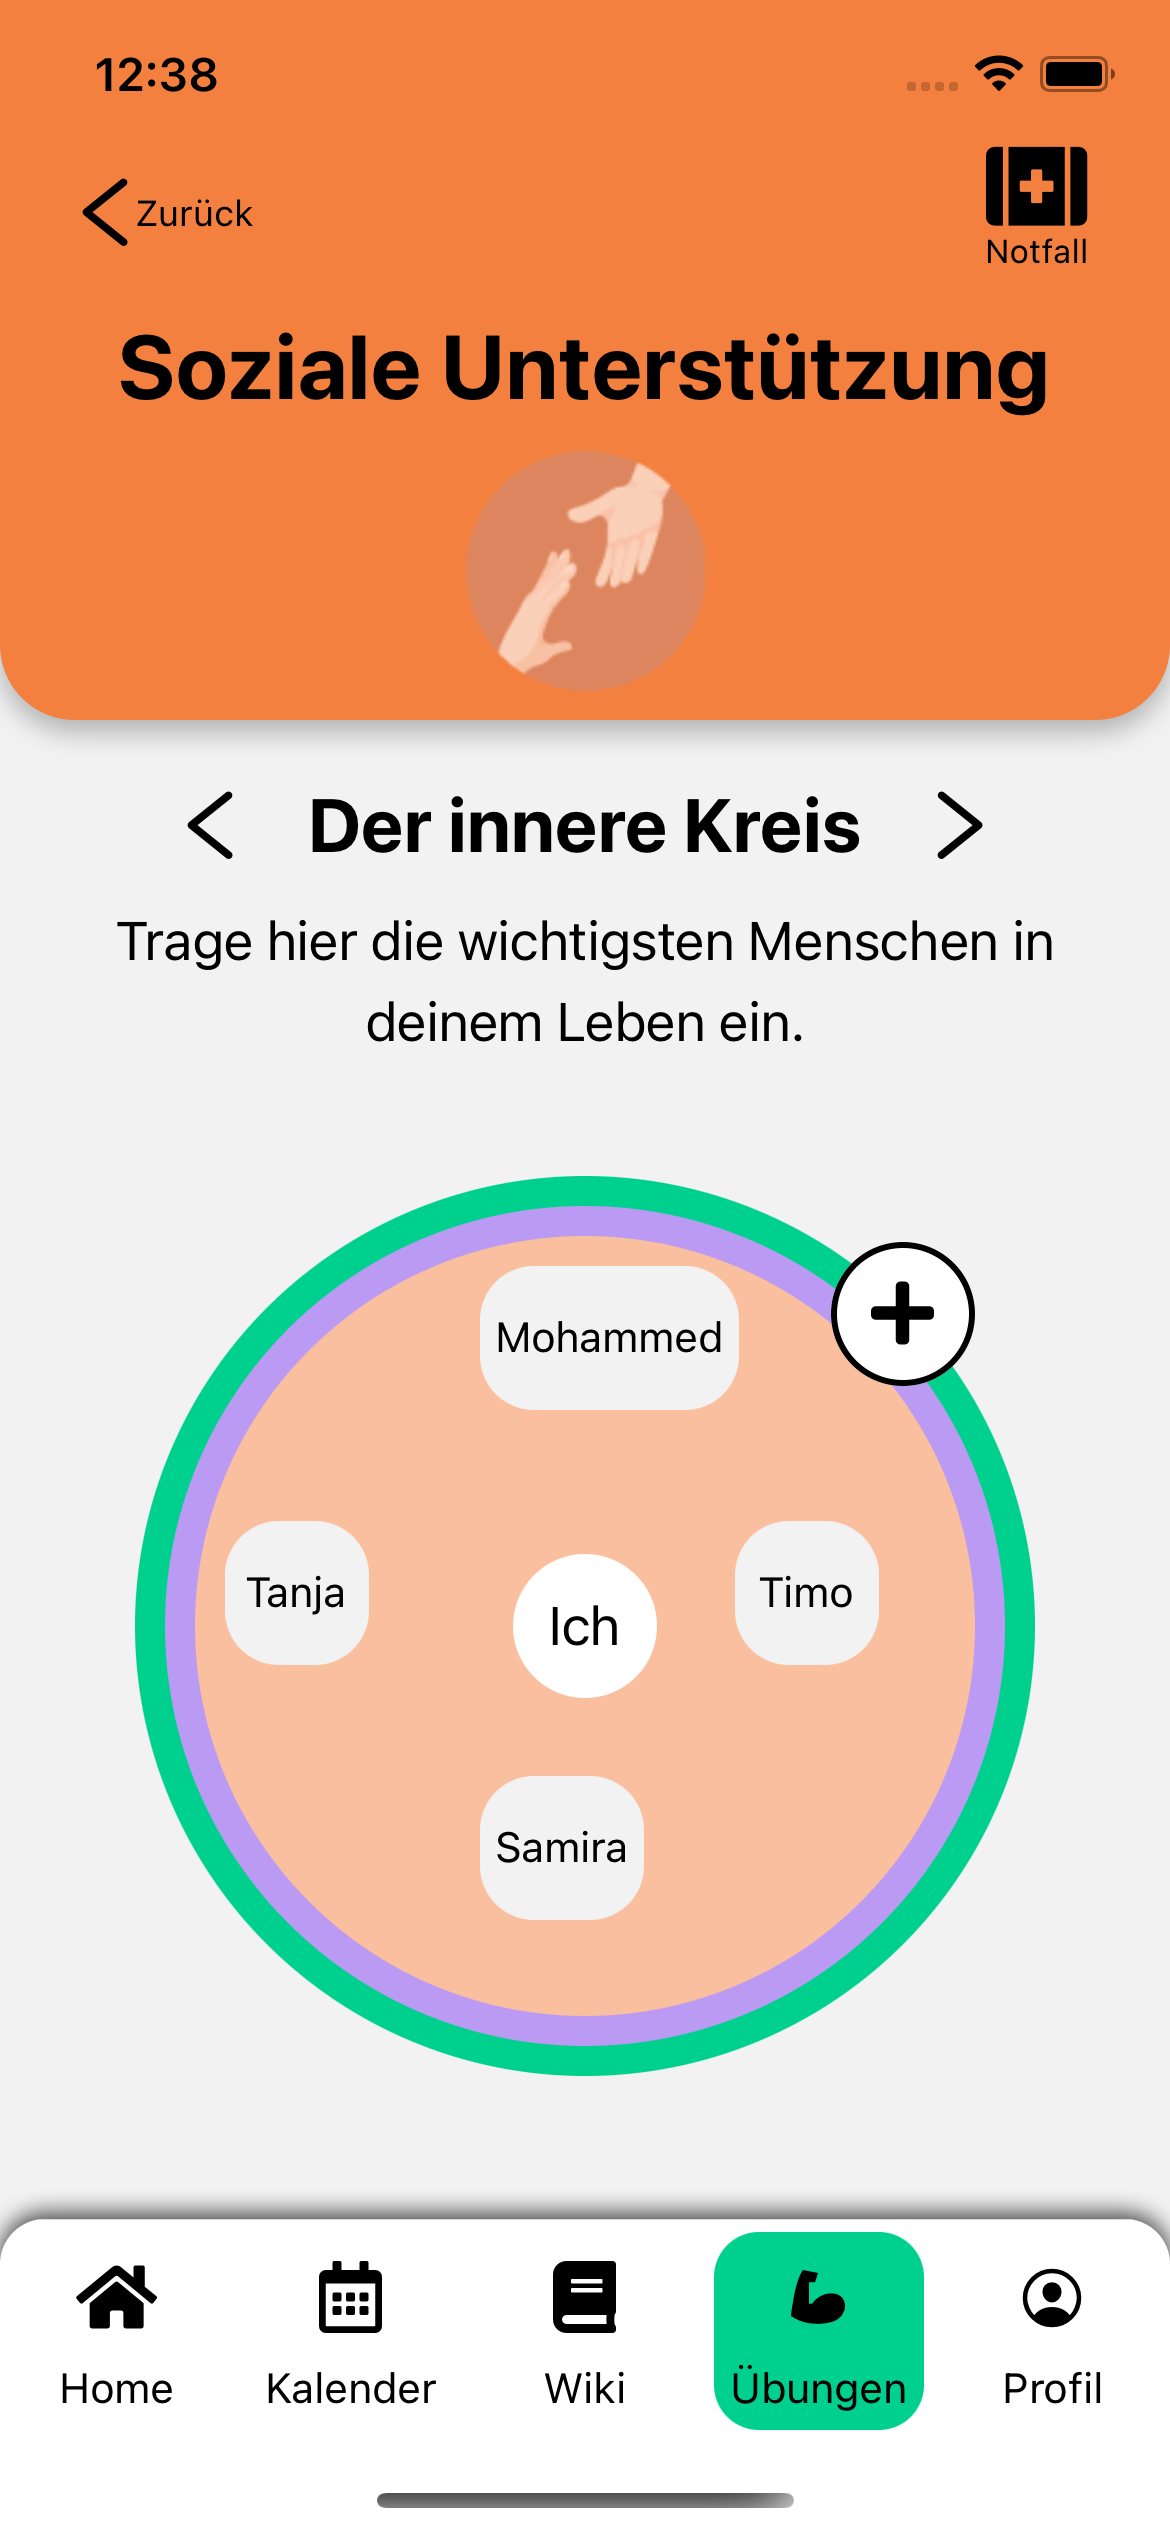 12:38
Zurück
Notfall
Soziale Unterstützung
Der innere Kreis
Trage hier die wichtigsten Menschen in
deinem Leben ein.
Mohammed
Tanja
Ich
Timo
Samira
Home
Kalender
Wiki
Übungen
Profil